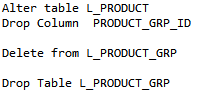 Alter table L_PRODUCT
Drop Column  PRODUCT_GRP_ID
Delete from L_PRODUCT_GRP
Drop Table L_PRODUCT_GRP